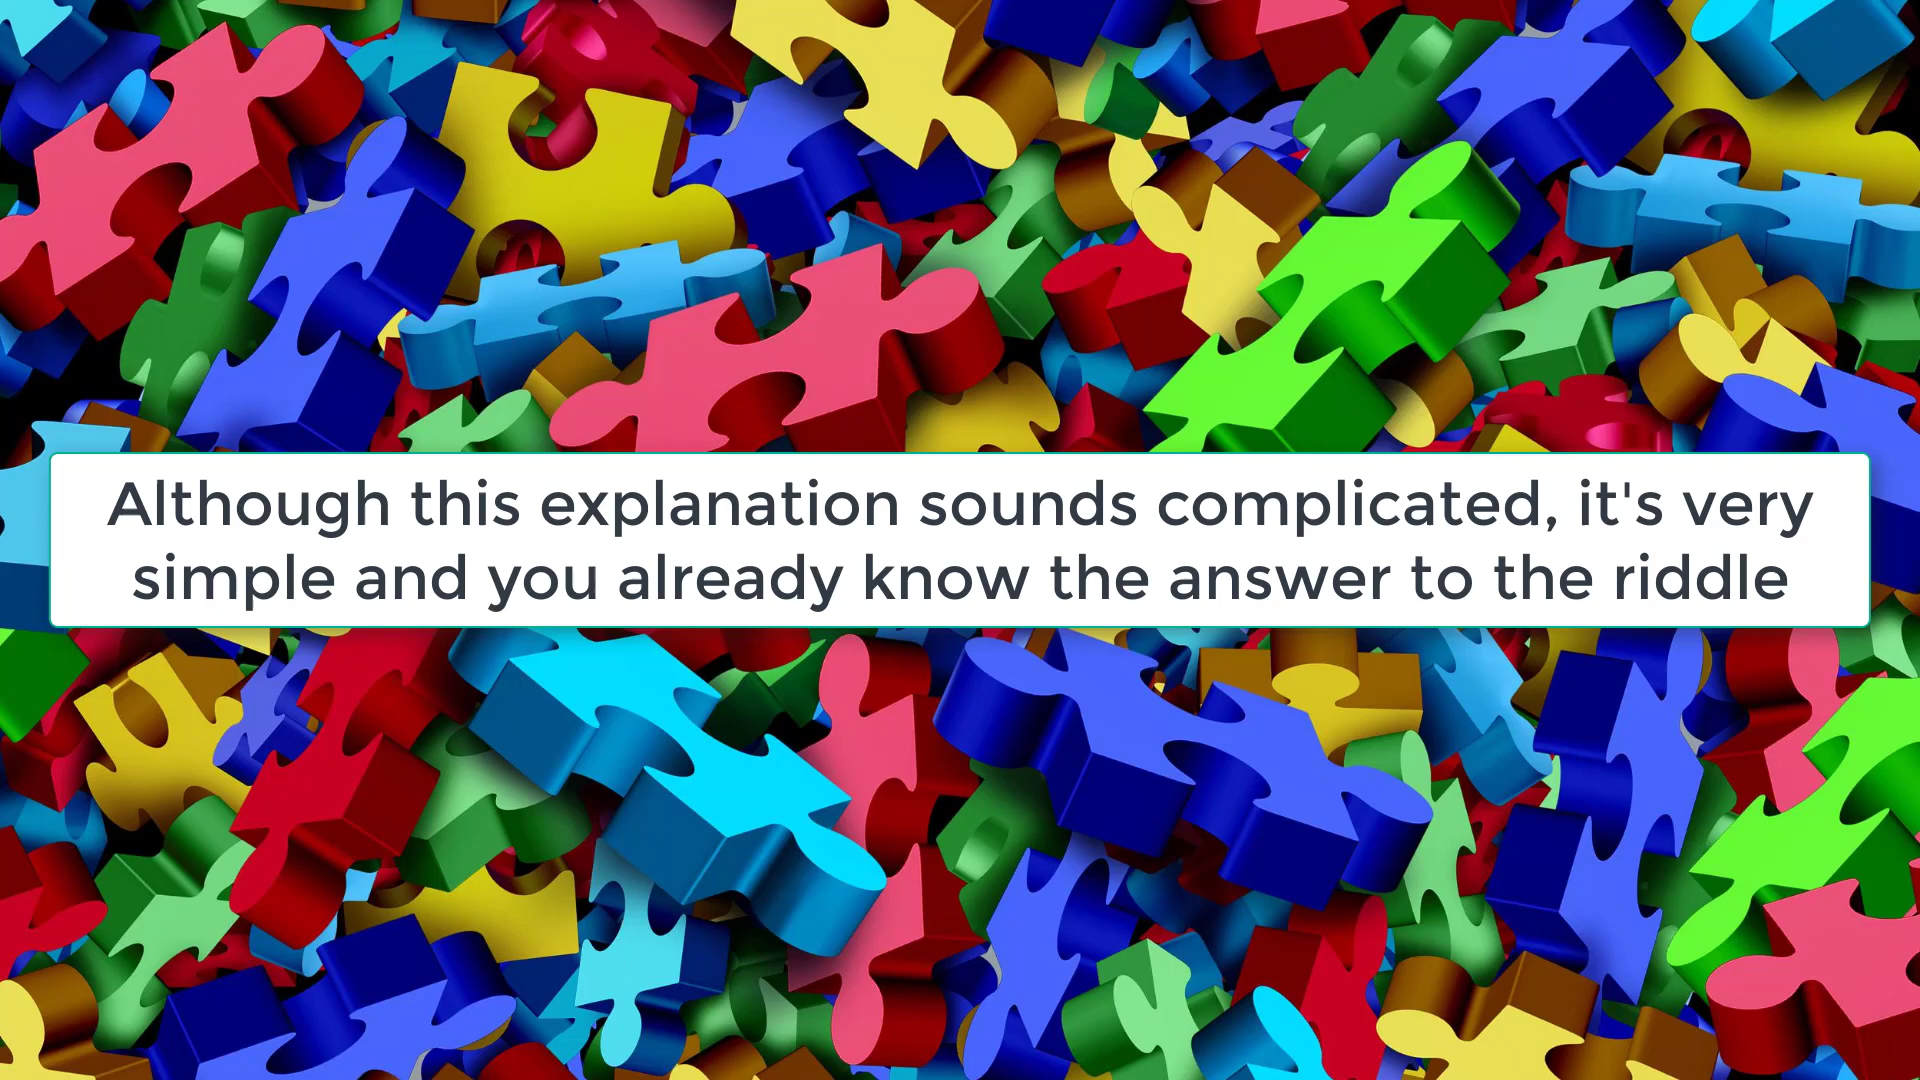 Although this explanation sounds complicated, it's very
simple and you already know the answer to the riddle